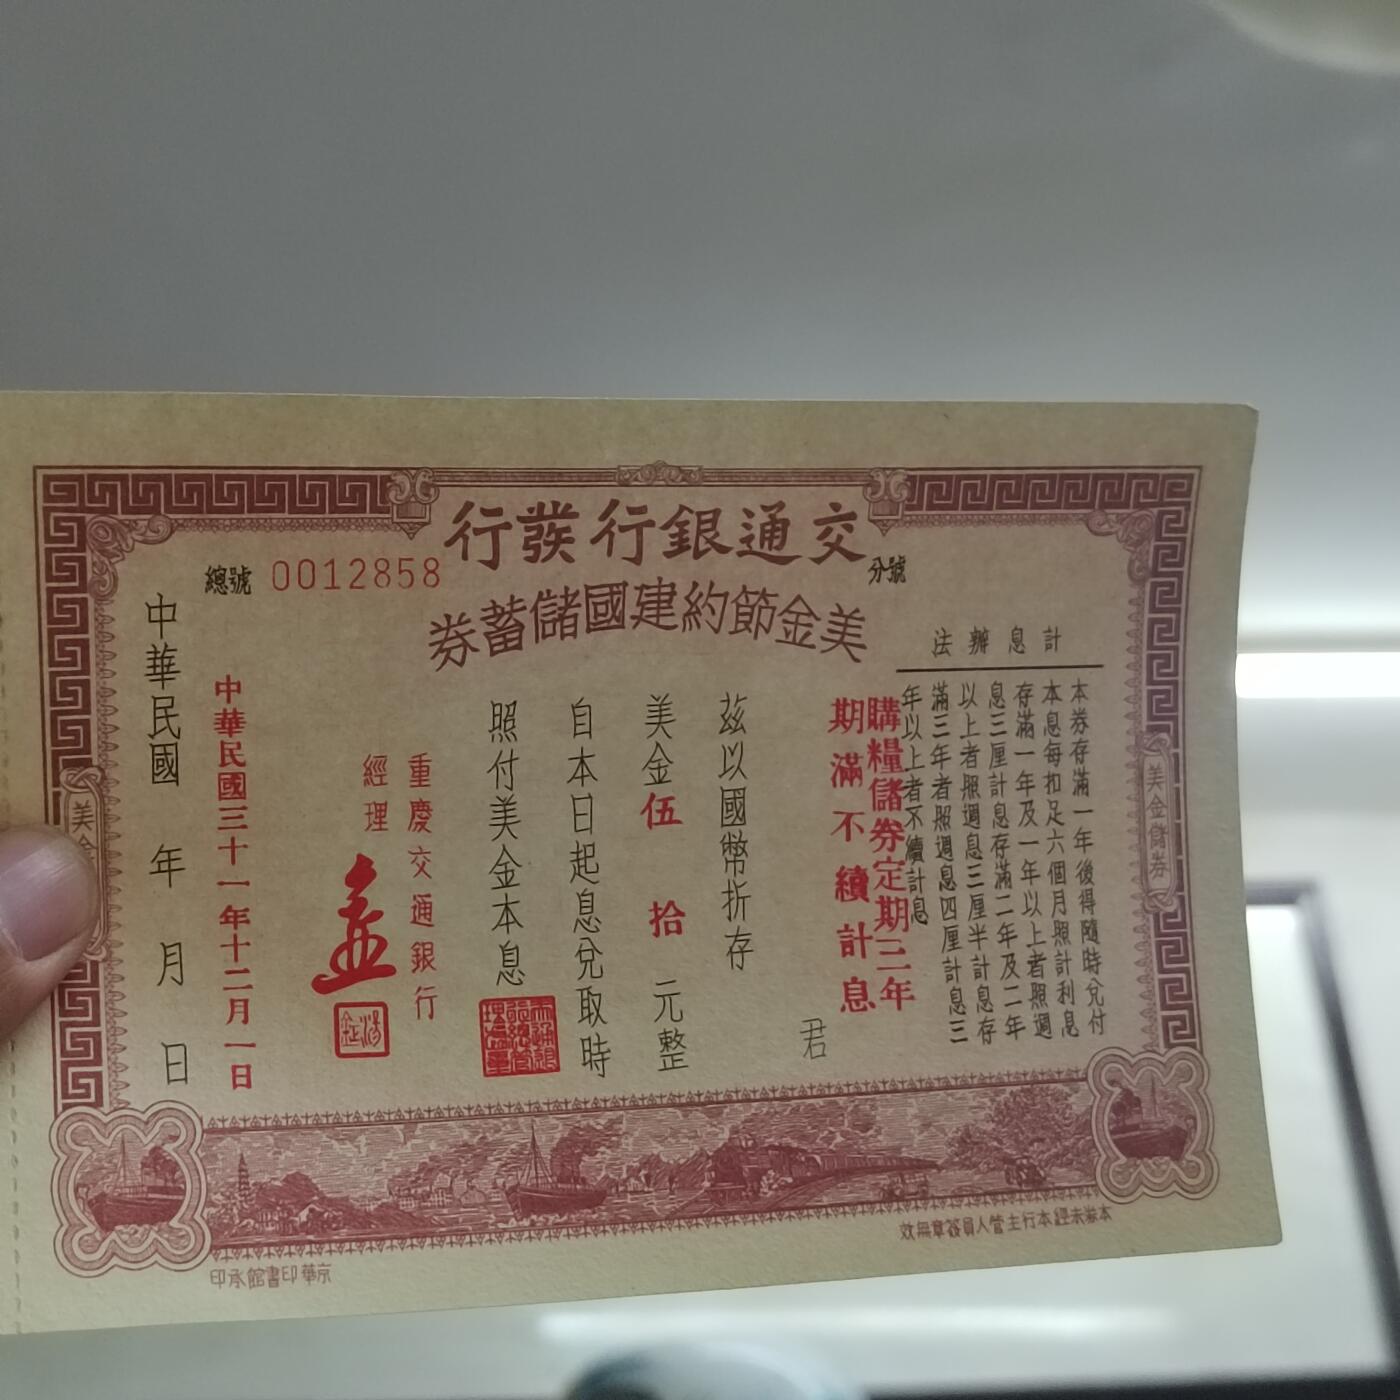 交通銀行發行
美金節約建國儲蓄券
總號 0012858
分號
計息辦法
本券存滿一年後得隨時兌付
本息每扣足六個月照計利息
存滿一年及一年以上者照週
息三厘計息存滿二年及二年
以上者照週息三厘半計息存
滿三年者照週息四厘計息三
年以上者不續計息
購糧儲券定期三年
期滿不續計息
君
茲以國幣折存
美金伍拾元整
自本日起息兌取時
照付美金本息
重慶交通銀行
經理
中華民國三十一年十二月一日
中華民國 年 月 日
美金儲券
美金
本券未經本行主管人員簽章無效
京華印書館承印